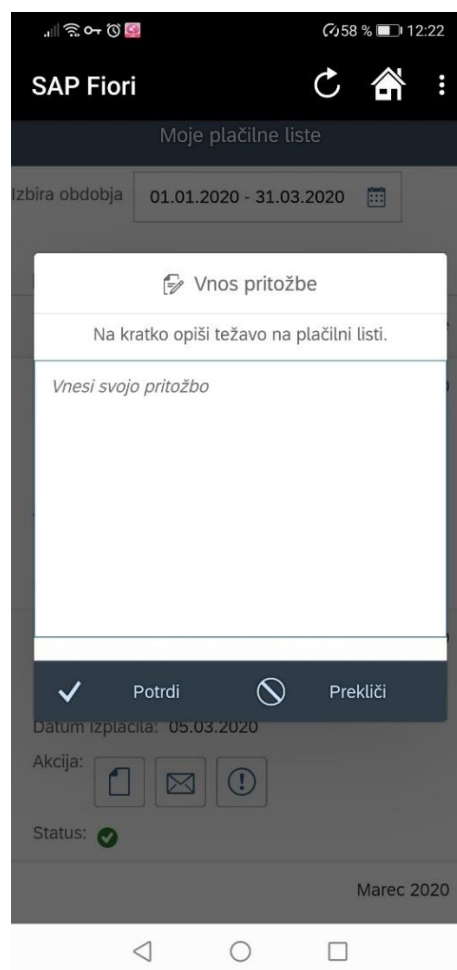 58 % 12:22
SAP Fiori
Moje plačilne liste
Izbira obdobja 01.01.2020 - 31.03.2020
Vnos pritožbe
Na kratko opiši težavo na plačilni listi.
Vnesi svojo pritožbo
Potrdi Prekliči
Datum izplačila: 05.03.2020
Akcija:
Status:
Marec 2020